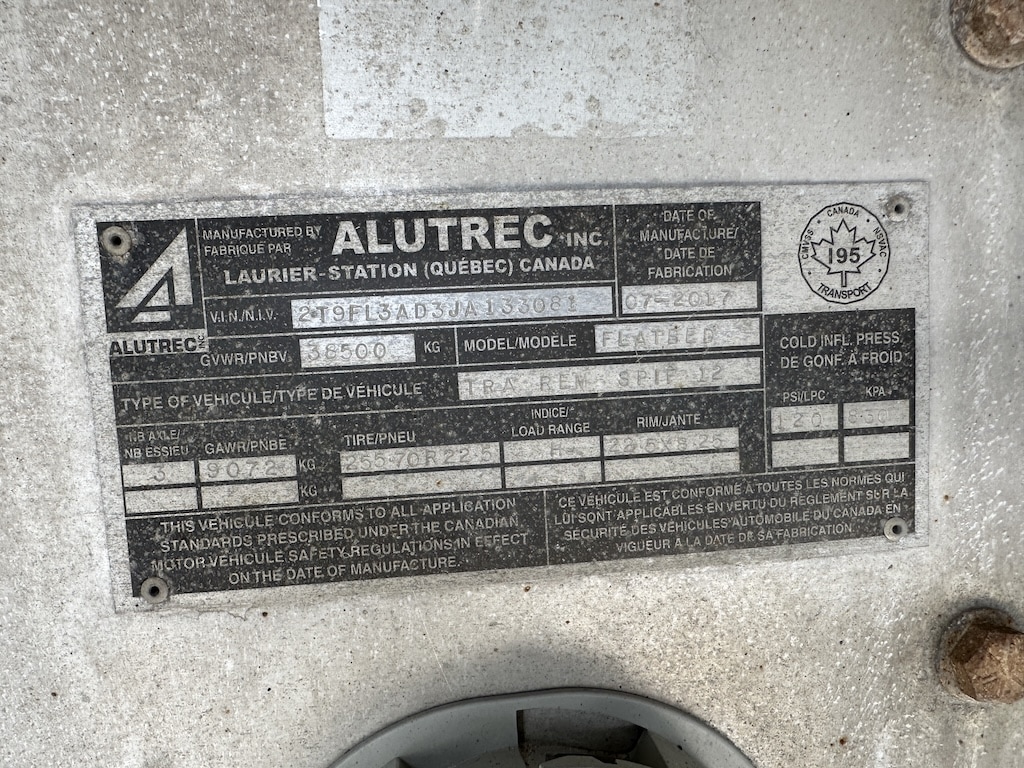 MANUFACTURED BY
FABRIQUÉ PAR
ALUTREC INC.
LAURIER-STATION (QUÉBEC) CANADA
DATE OF
MANUFACTURE/
DATE DE
FABRICATION
CMVSS · CANADA · NSVAC
195
TRANSPORT
V.I.N./N.I.V. 2T9FL3AD3JA133081 07-2017
ALUTREC INC
GVWR/PNBV 38500 KG MODEL/MODÈLE FLATBED
COLD INFL. PRESS.
DE GONF. À FROID
TYPE OF VEHICULE/TYPE DE VÉHICULE TRA REM SPIF 12
PSI/LPC KPA
NB AXLE/
NB ESSIEU GAWR/PNBE TIRE/PNEU INDICE/
LOAD RANGE RIM/JANTE
3 9072 KG 255 70R22.5 H 22.5X8.25 120
KG
THIS VEHICLE CONFORMS TO ALL APPLICATION
STANDARDS PRESCRIBED UNDER THE CANADIAN
MOTOR VEHICULE SAFETY REGULATIONS IN EFFECT
ON THE DATE OF MANUFACTURE.
CE VÉHICULE EST CONFORME À TOUTES LES NORMES QUI
LUI SONT APPLICABLES EN VERTU DU RÈGLEMENT SUR LA
SÉCURITÉ DES VÉHICULES AUTOMOBILE DU CANADA EN
VIGUEUR À LA DATE DE SA FABRICATION